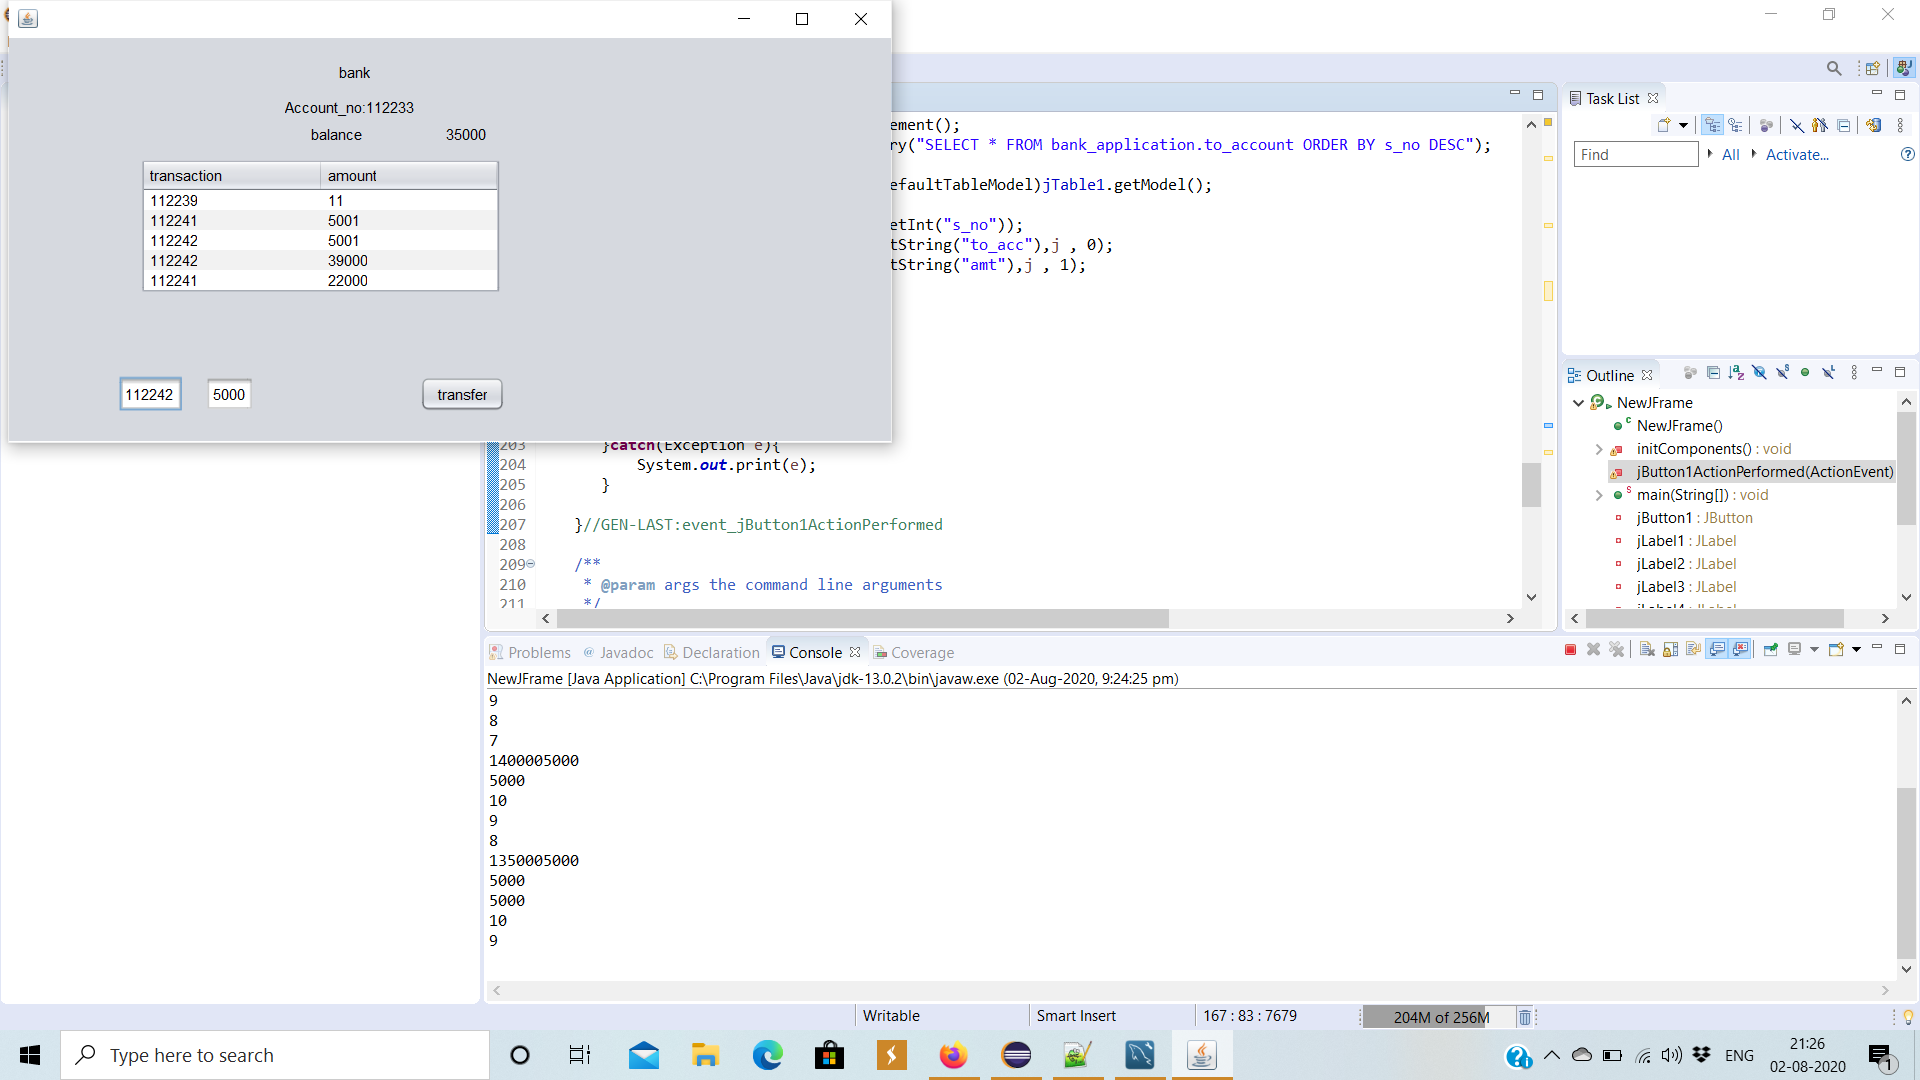 bank
Account_no:112233
balance 35000
transaction amount
112239 11
112241 5001
112242 5001
112242 39000
112241 22000
112242 5000 transfer
ement();
ry("SELECT * FROM bank_application.to_account ORDER BY s_no DESC");
efaultTableModel)jTable1.getModel();
etInt("s_no"));
tString("to_acc"),j , 0);
tString("amt"),j , 1);
203 }catch(Exception e){
204 System.out.print(e);
205 }
206
207 }//GEN-LAST:event_jButton1ActionPerformed
208
209 /**
210 * @param args the command line arguments
211 */
Task List
Find All Activate...
Outline
NewJFrame
NewJFrame()
initComponents() : void
jButton1ActionPerformed(ActionEvent)
main(String[]) : void
jButton1 : JButton
jLabel1 : JLabel
jLabel2 : JLabel
jLabel3 : JLabel
jLabel4 : JLabel
Problems @ Javadoc Declaration Console Coverage
NewJFrame [Java Application] C:\Program Files\Java\jdk-13.0.2\bin\javaw.exe (02-Aug-2020, 9:24:25 pm)
9
8
7
1400005000
5000
10
9
8
1350005000
5000
5000
10
9
Writable Smart Insert 167 : 83 : 7679 204M of 256M
Type here to search
ENG
21:26
02-08-2020
1